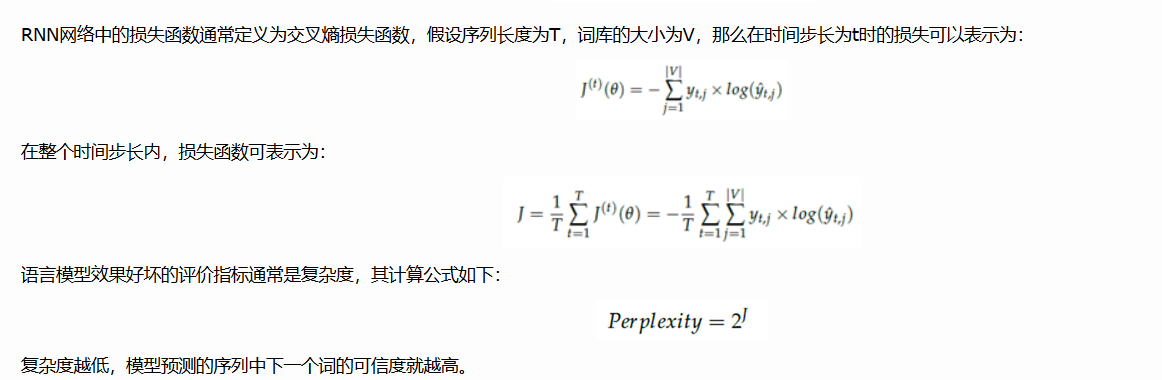 RNN网络中的损失函数通常定义为交叉熵损失函数，假设序列长度为T，词库的大小为V，那么在时间步长为t时的损失可以表示为：
J^{(t)}(θ) = − \sum_{j=1}^{|V|} y_{t,j} × log(ŷ_{t,j})
在整个时间步长内，损失函数可表示为：
J = \frac{1}{T} \sum_{t=1}^{T} J^{(t)}(θ) = − \frac{1}{T} \sum_{t=1}^{T} \sum_{j=1}^{|V|} y_{t,j} × log(ŷ_{t,j})
语言模型效果好坏的评价指标通常是复杂度，其计算公式如下：
Perplexity = 2^J
复杂度越低，模型预测的序列中下一个词的可信度就越高。